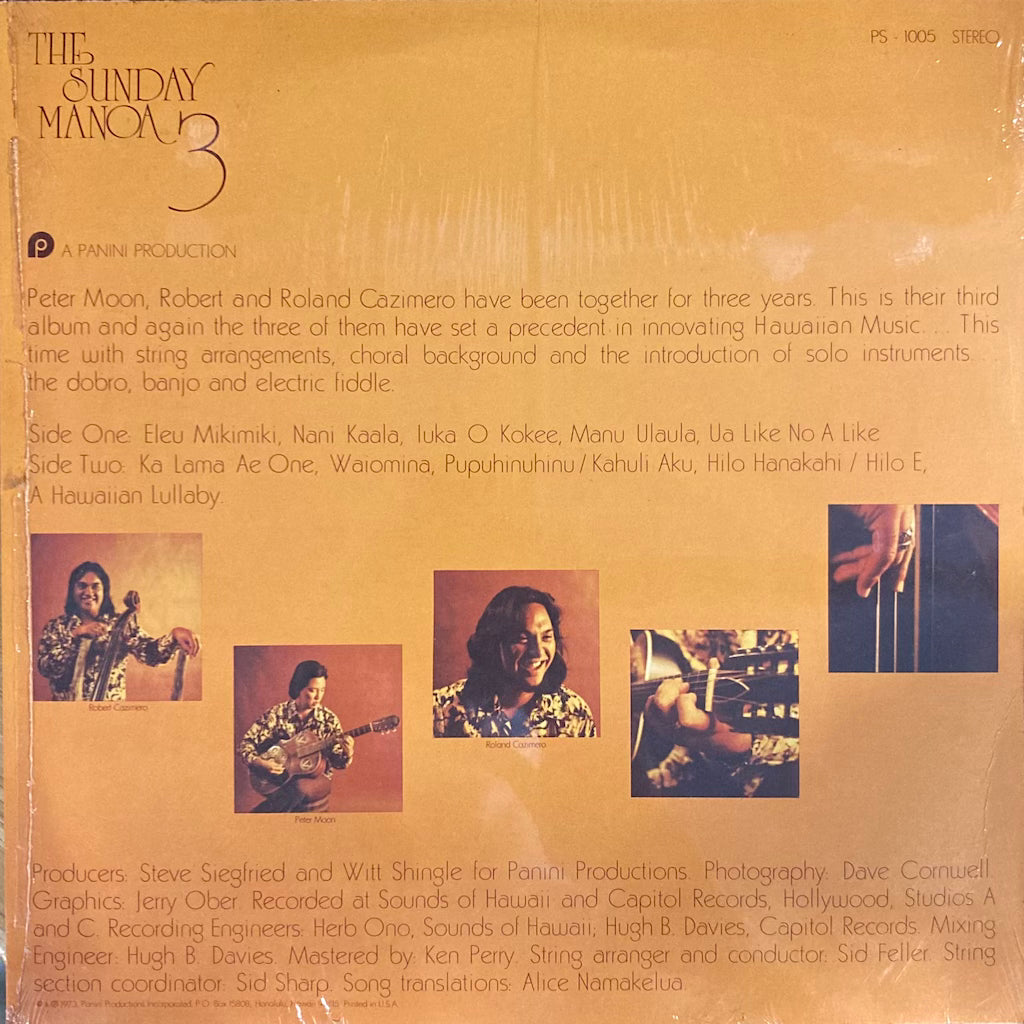 THE
PS - 1005 STEREO
SUNDAY
MANOA
3
P A PANINI PRODUCTION
Peter Moon, Robert and Roland Cazimero have been together for three years. This is their third
album and again the three of them have set a precedent in innovating Hawaiian Music. . . This
time with string arrangements, choral background and the introduction of solo instruments. . .
the dobro, banjo and electric fiddle.
Side One: Eleu Mikimiki, Nani Kaala, Iuka O Kokee, Manu Ulaula, Ua Like No A Like
Side Two: Ka Lama Ae One, Waiomina, Pupuhinuhinu / Kahuli Aku, Hilo Hanakahi / Hilo E,
A Hawaiian Lullaby.
Robert Cazimero
Roland Cazimero
Peter Moon
Producers: Steve Siegfried and Witt Shingle for Panini Productions. Photography: Dave Cornwell.
Graphics: Jerry Ober. Recorded at Sounds of Hawaii and Capitol Records, Hollywood, Studios A
and C. Recording Engineers: Herb Ono, Sounds of Hawaii; Hugh B. Davies, Capitol Records. Mixing
Engineer: Hugh B. Davies. Mastered by: Ken Perry. String arranger and conductor: Sid Feller. String
section coordinator: Sid Sharp. Song translations: Alice Namakelua.
© & ℗ 1973, Panini Productions Incorporated. P.O. Box 15808, Honolulu, Hawaii Printed in U.S.A.